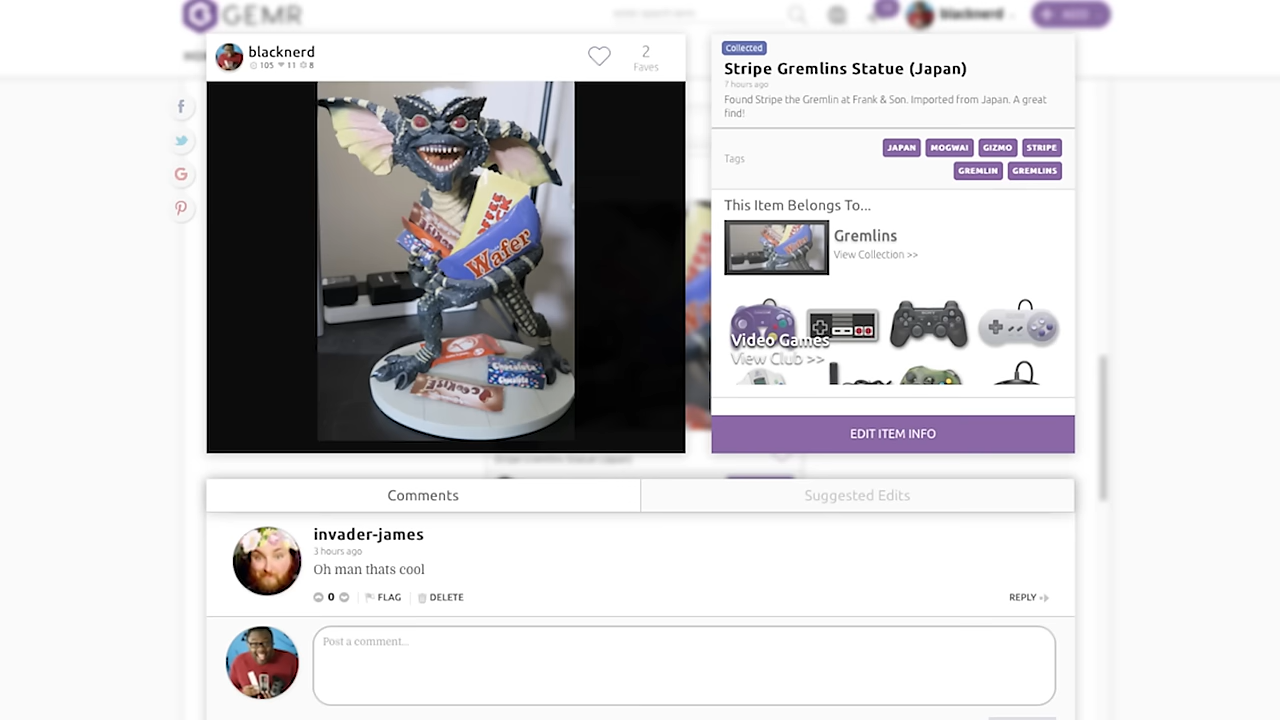 GEMR
blacknerd
blacknerd
105 11 8
2
Faves
Collected
Stripe Gremlins Statue (Japan)
7 hours ago
Found Stripe the Gremlin at Frank & Son. Imported from Japan. A great
find!
Tags
JAPAN MOGWAI GIZMO STRIPE
GREMLIN GREMLINS
Wafer
Chocolate
COOKIE
This Item Belongs To...
Gremlins
View Collection >>
Video Games
View Club >>
EDIT ITEM INFO
Comments
Suggested Edits
invader-james
3 hours ago
Oh man thats cool
0 FLAG DELETE
REPLY
Post a comment...